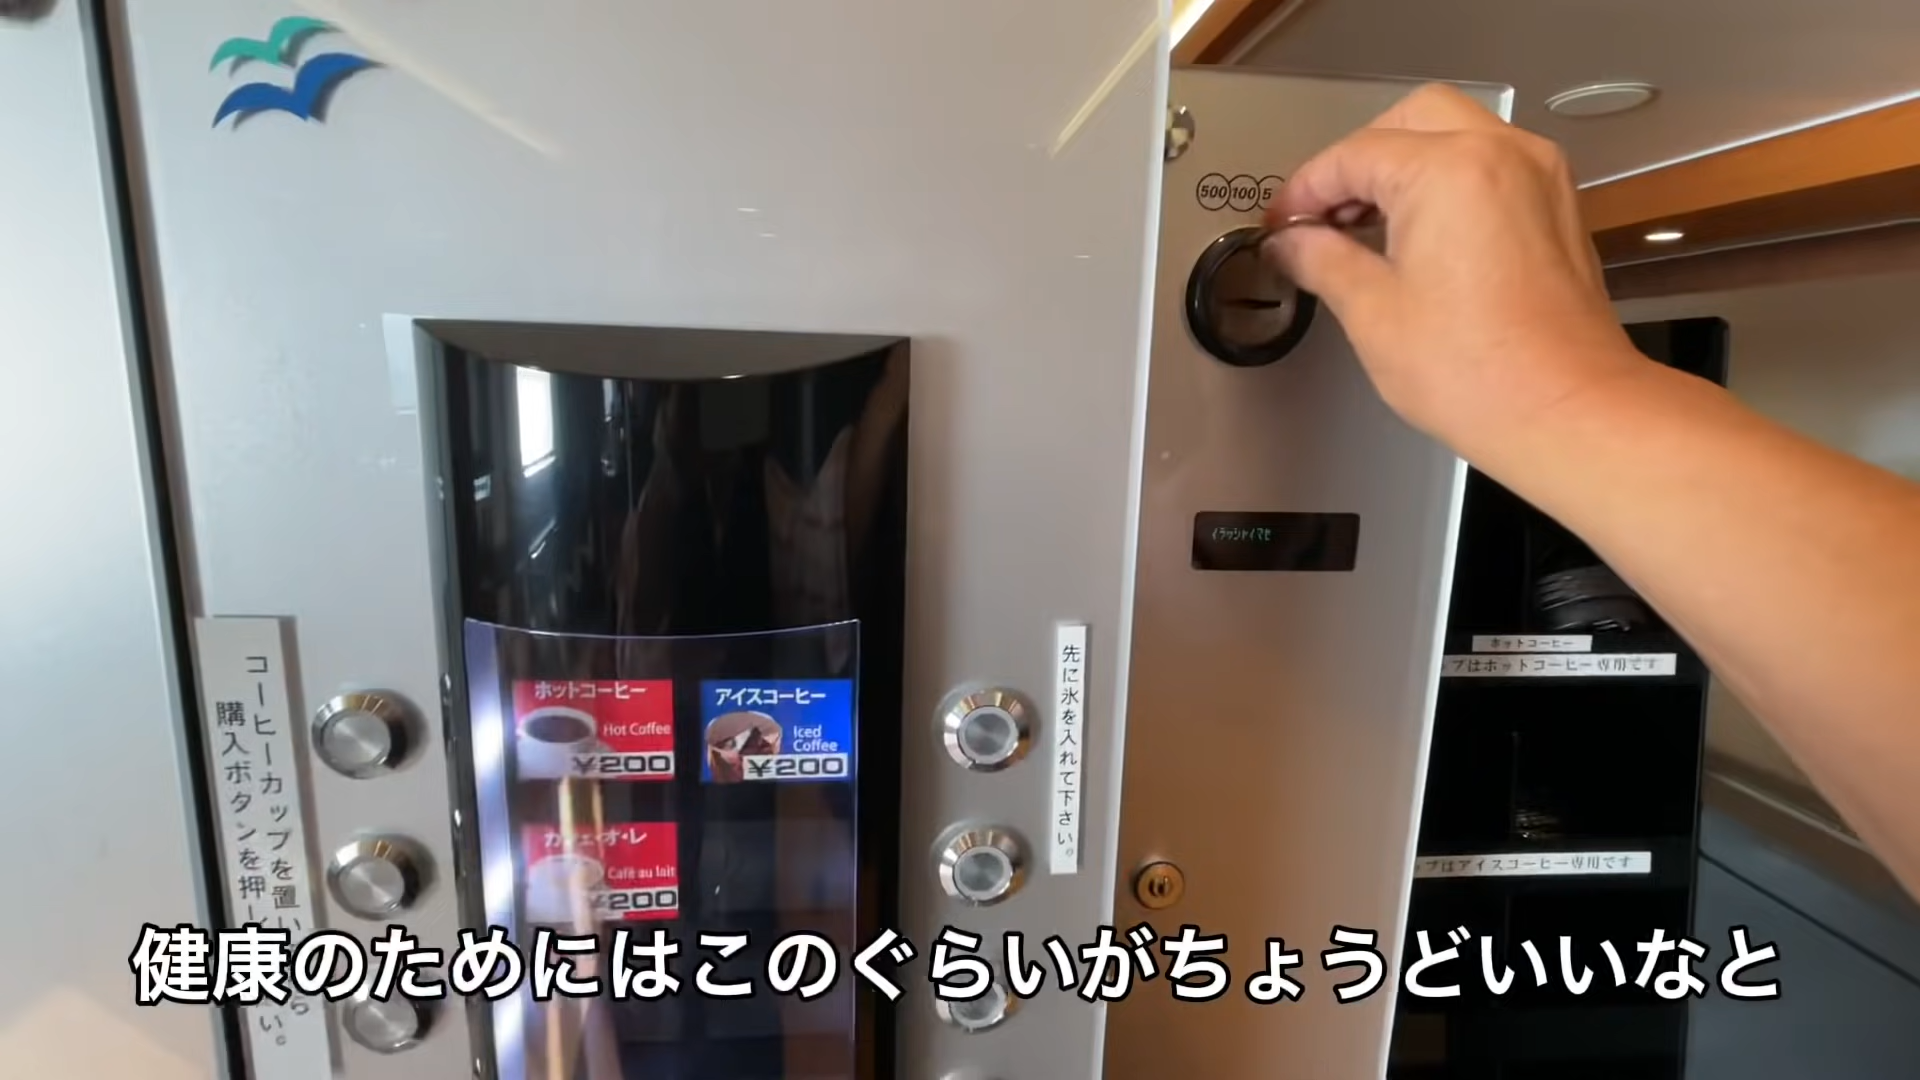 500 100 5
イラッシャイマセ
ホットコーヒー
Hot Coffee
¥200
アイスコーヒー
Iced
Coffee
¥200
カフェ・オ・レ
Café au lait
¥200
先に氷を入れて下さい。
コーヒーカップを置い
購入ボタンを押し
ホットコーヒー
プはホットコーヒー専用です
プはアイスコーヒー専用です
健康のためにはこのぐらいがちょうどいいなと